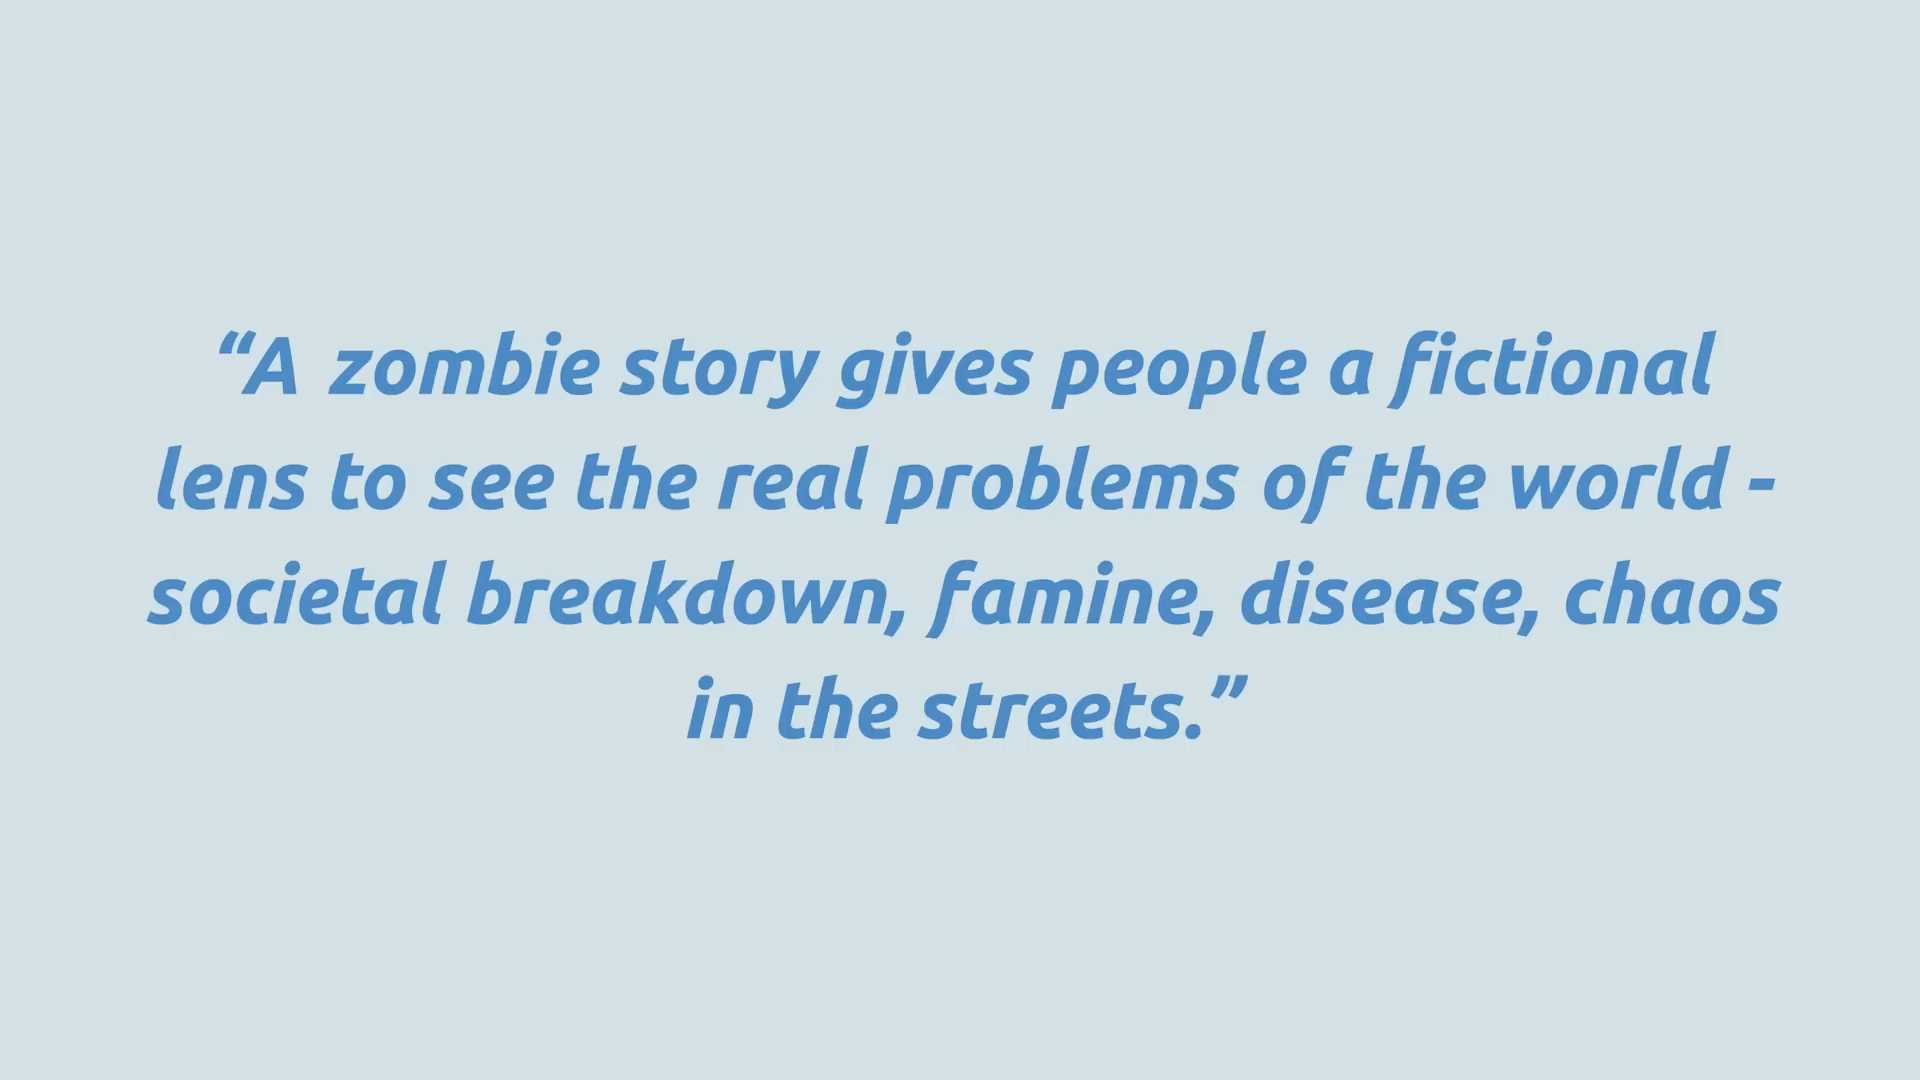 “A zombie story gives people a fictional
lens to see the real problems of the world -
societal breakdown, famine, disease, chaos
in the streets.”